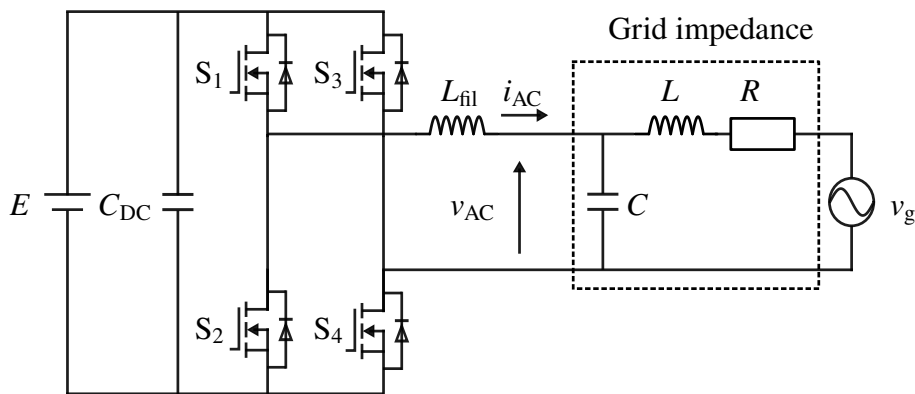 Grid impedance
S1
S3
Lfil
iAC
L
R
E
CDC
vAC
C
vg
S2
S4